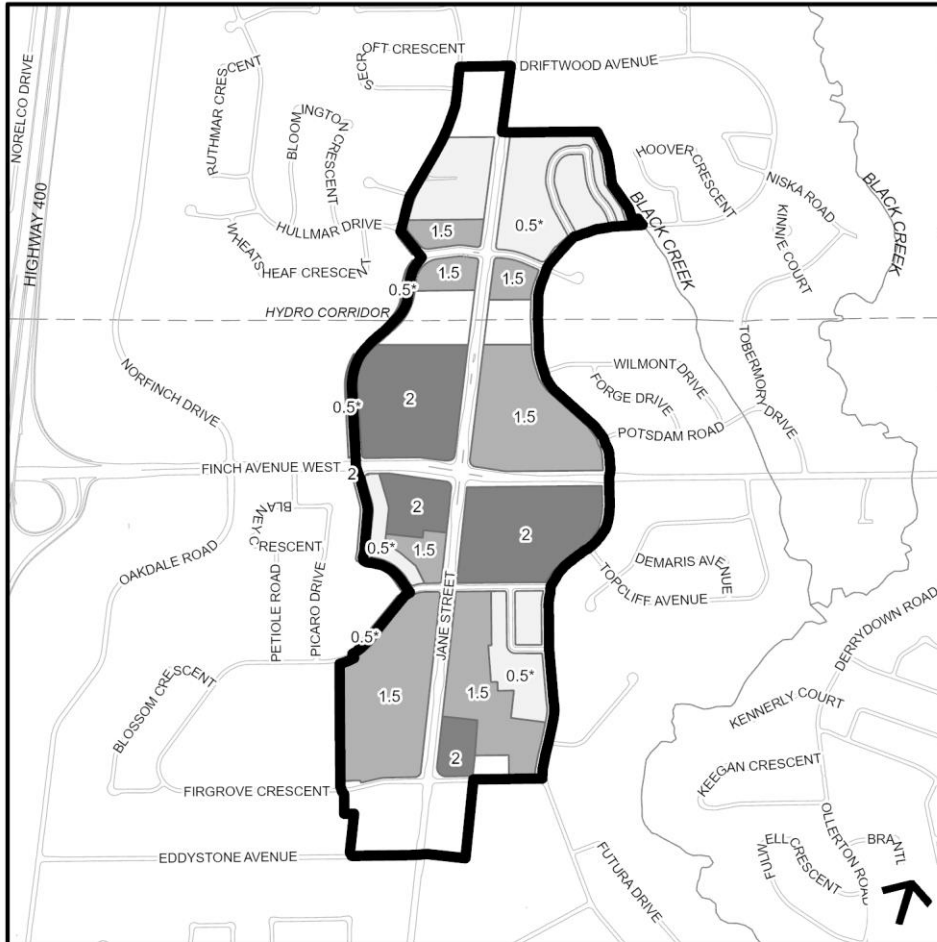 SECROFT CRESCENT
DRIFTWOOD AVENUE
NORELCO DRIVE
RUTHMAR CRESCENT
BLOOMINGTON CRESCENT
HOOVER CRESCENT
NISKA ROAD
BLACK CREEK
KINNIE COURT
HIGHWAY 400
HULLMAR DRIVE
WHEATSHEAF CRESCENT
1.5
0.5*
BLACK CREEK
1.5
1.5
0.5*
HYDRO CORRIDOR
TOBERMORY DRIVE
NORFINCH DRIVE
WILMONT DRIVE
FORGE DRIVE
0.5*
2
1.5
POTSDAM ROAD
FINCH AVENUE WEST
2
2
2
BLANEY CRESCENT
0.5*
1.5
OAKDALE ROAD
PETIOLE ROAD
PICARO DRIVE
DEMARIS AVENUE
TOPCLIFF AVENUE
DERRYDOWN ROAD
0.5*
JANE STREET
0.5*
1.5
1.5
BLOSSOM CRESCENT
KENNERLY COURT
2
KEEGAN CRESCENT
FIRGROVE CRESCENT
OLLERTON ROAD
BRANTL
FULWELL CRESCENT
EDDYSTONE AVENUE
FUTURA DRIVE